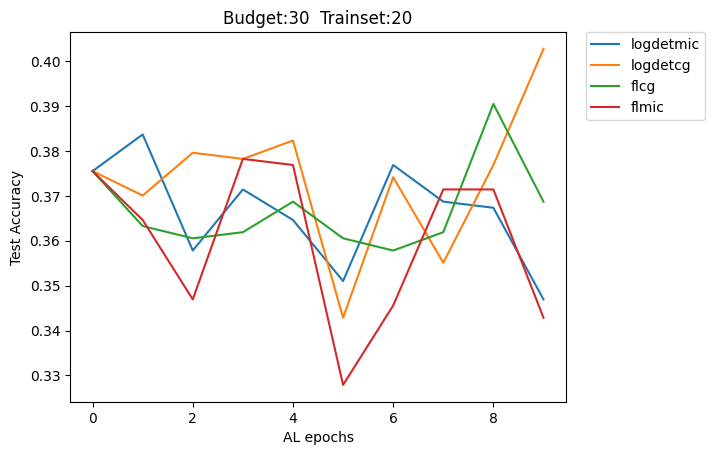 Budget:30  Trainset:20
logdetmic
logdetcg
flcg
flmic
Test Accuracy
0.40
0.39
0.38
0.37
0.36
0.35
0.34
0.33
0 2 4 6 8
AL epochs